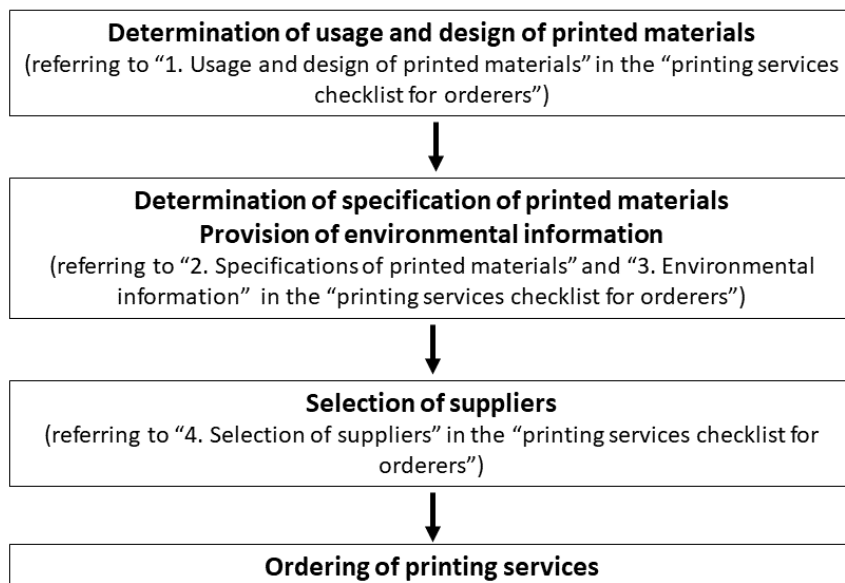 Determination of usage and design of printed materials
(referring to “1. Usage and design of printed materials” in the “printing services
checklist for orderers”)
Determination of specification of printed materials
Provision of environmental information
(referring to “2. Specifications of printed materials” and “3. Environmental
information” in the “printing services checklist for orderers”)
Selection of suppliers
(referring to “4. Selection of suppliers” in the “printing services checklist for
orderers”)
Ordering of printing services